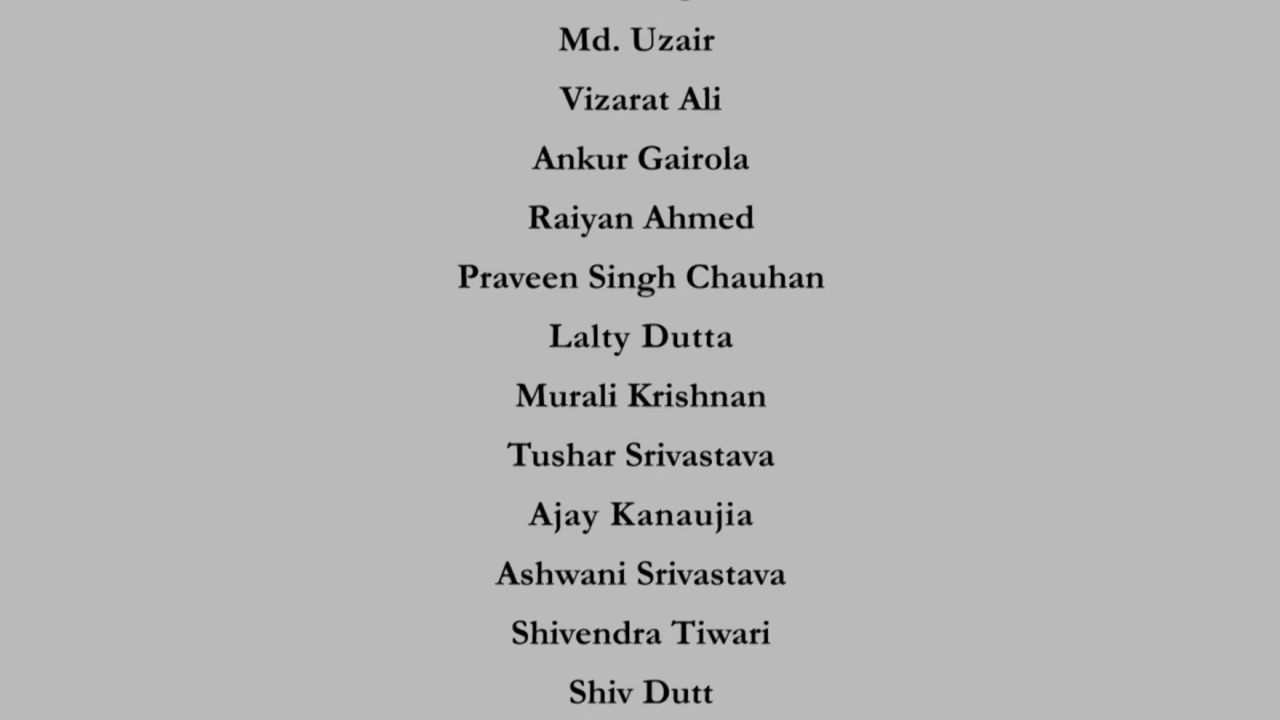 Md. Uzair
Vizarat Ali
Ankur Gairola
Raiyan Ahmed
Praveen Singh Chauhan
Lalty Dutta
Murali Krishnan
Tushar Srivastava
Ajay Kanaujia
Ashwani Srivastava
Shivendra Tiwari
Shiv Dutt